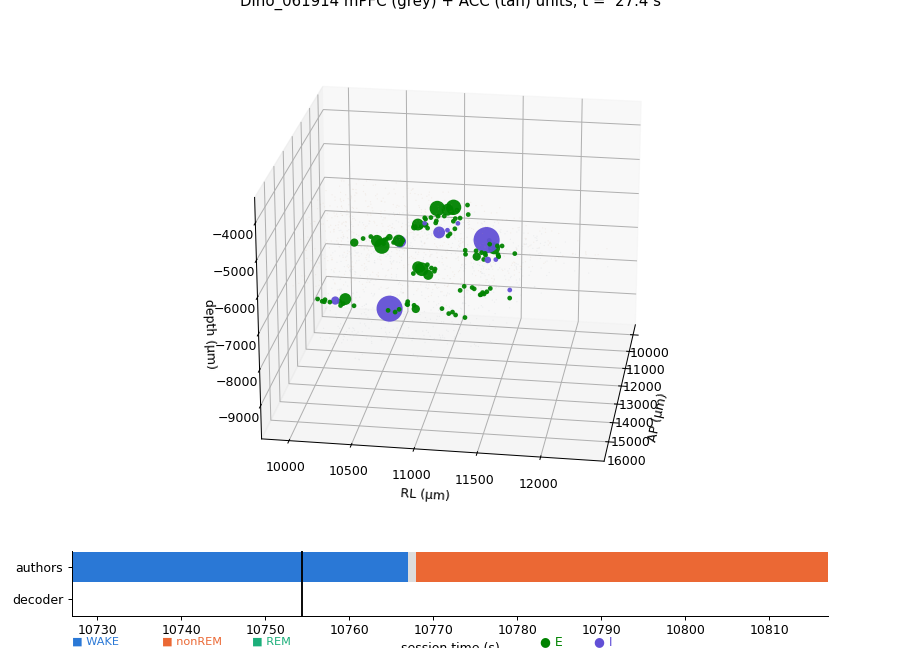 Dino_061914 mPFC (grey) + ACC (tan) units, t = 27.4 s
−4000
−5000
−6000
−7000
−8000
−9000
depth (μm)
10000
10500
11000
11500
12000
RL (μm)
10000
11000
12000
13000
14000
15000
16000
AP (μm)
authors
decoder
10730 10740 10750 10760 10770 10780 10790 10800 10810
session time (s)
WAKE nonREM REM E I